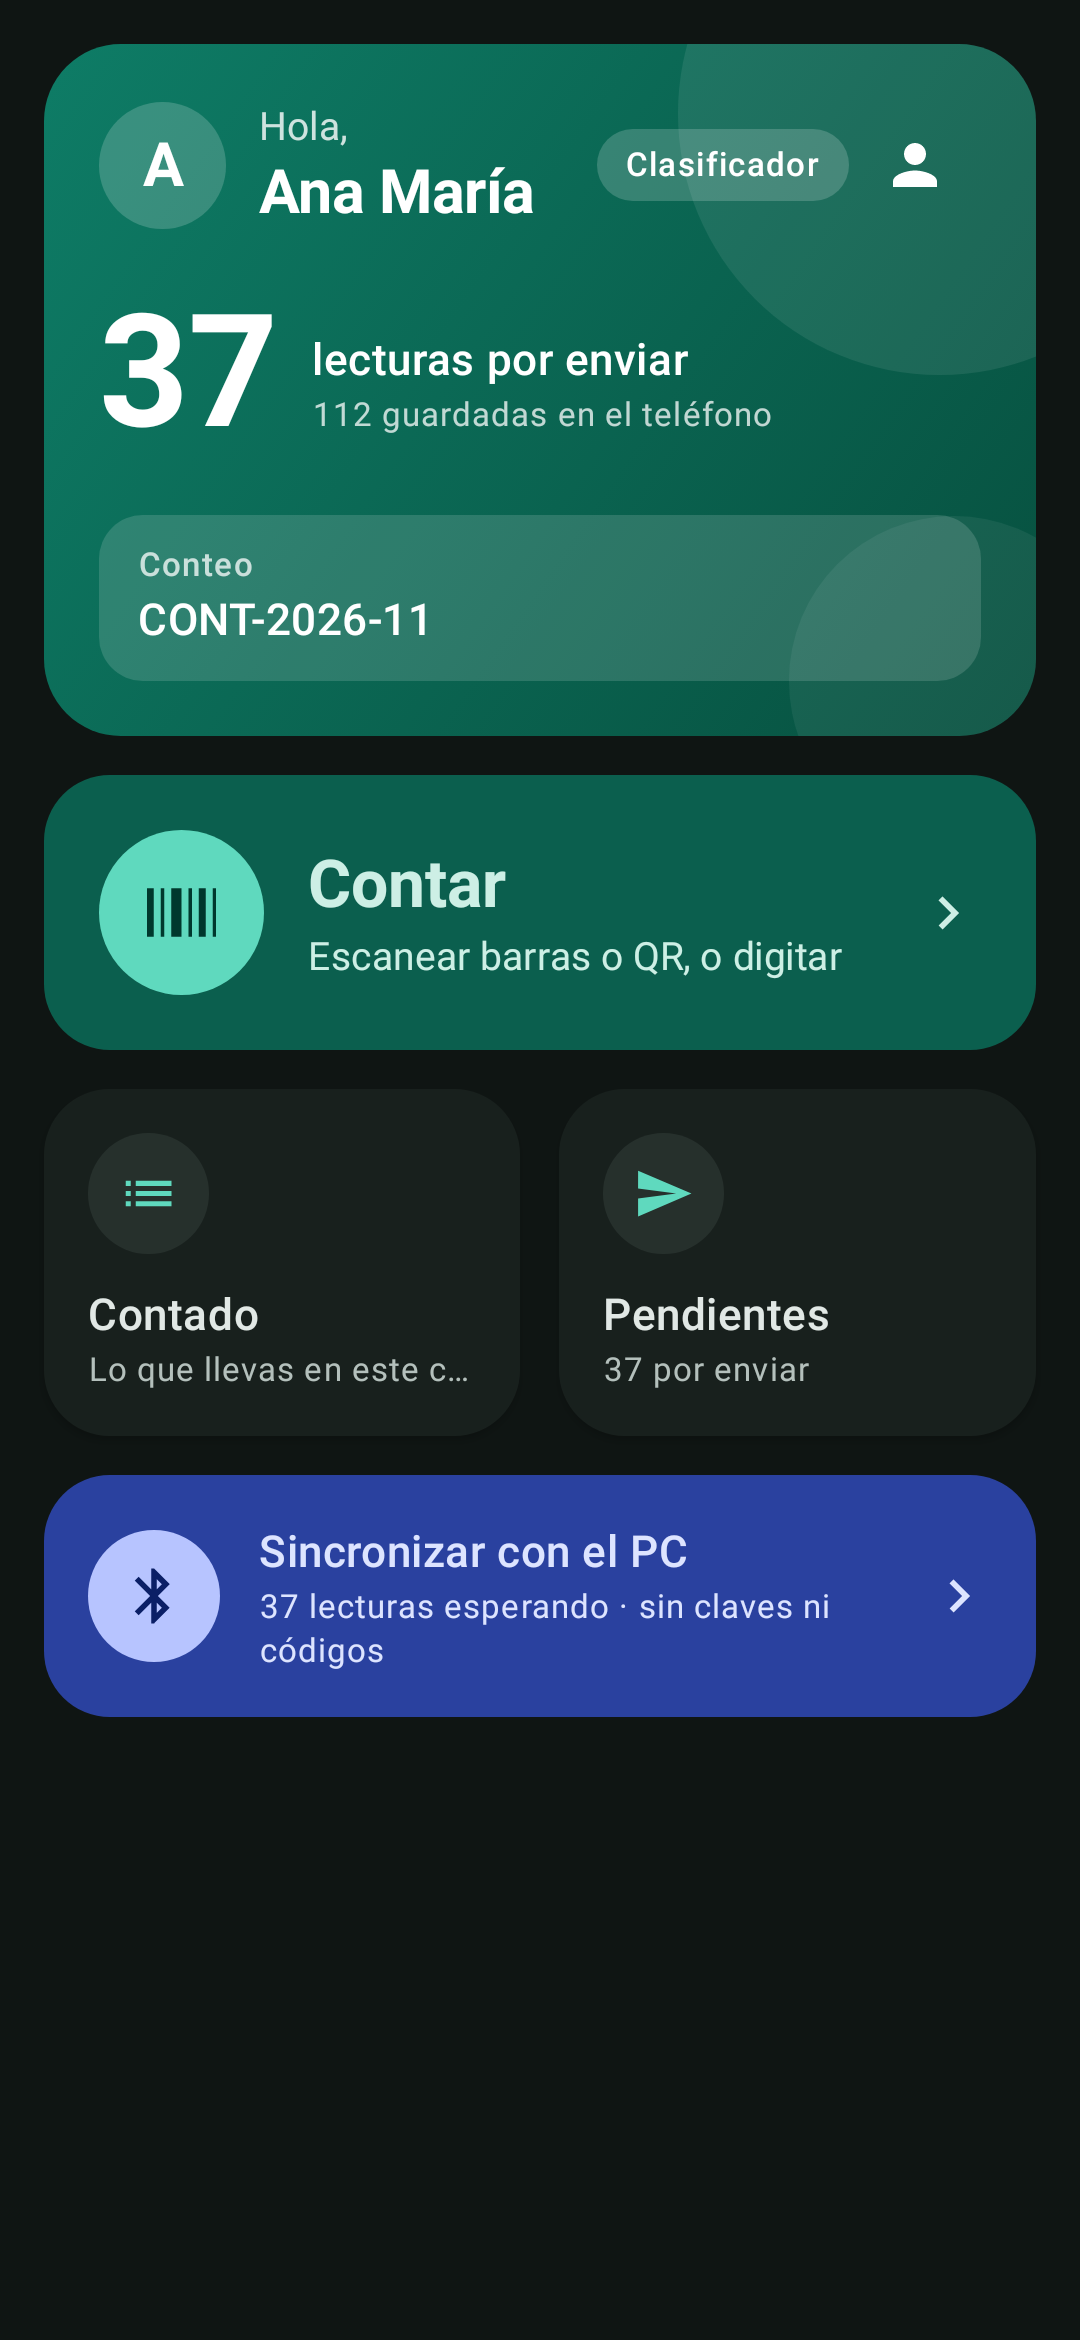 A
Hola,
Ana María
Clasificador
37
lecturas por enviar
112 guardadas en el teléfono
Conteo
CONT-2026-11
Contar
Escanear barras o QR, o digitar
Contado
Lo que llevas en este c...
Pendientes
37 por enviar
Sincronizar con el PC
37 lecturas esperando · sin claves ni
códigos